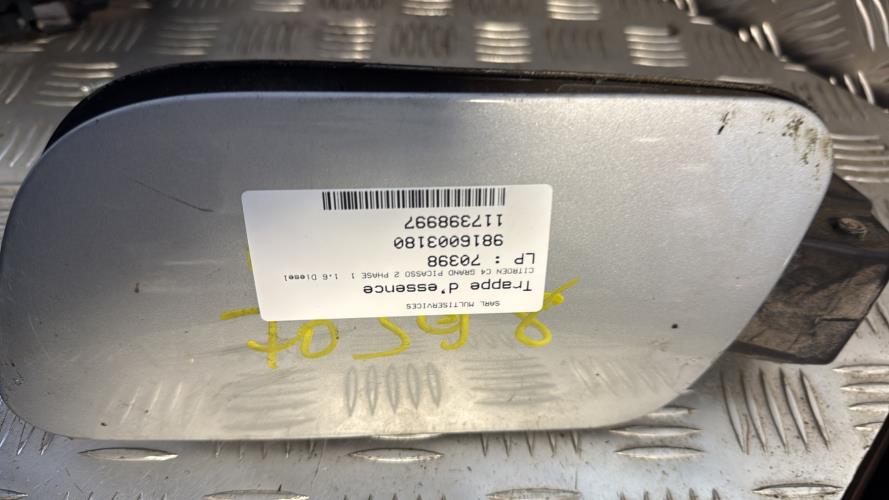 SARL MULTISERVICES
Trappe d'essence
CITROEN C4 GRAND PICASSO 2 PHASE 1 1.6 Diesel
LP : 70398
9816003180
117398997